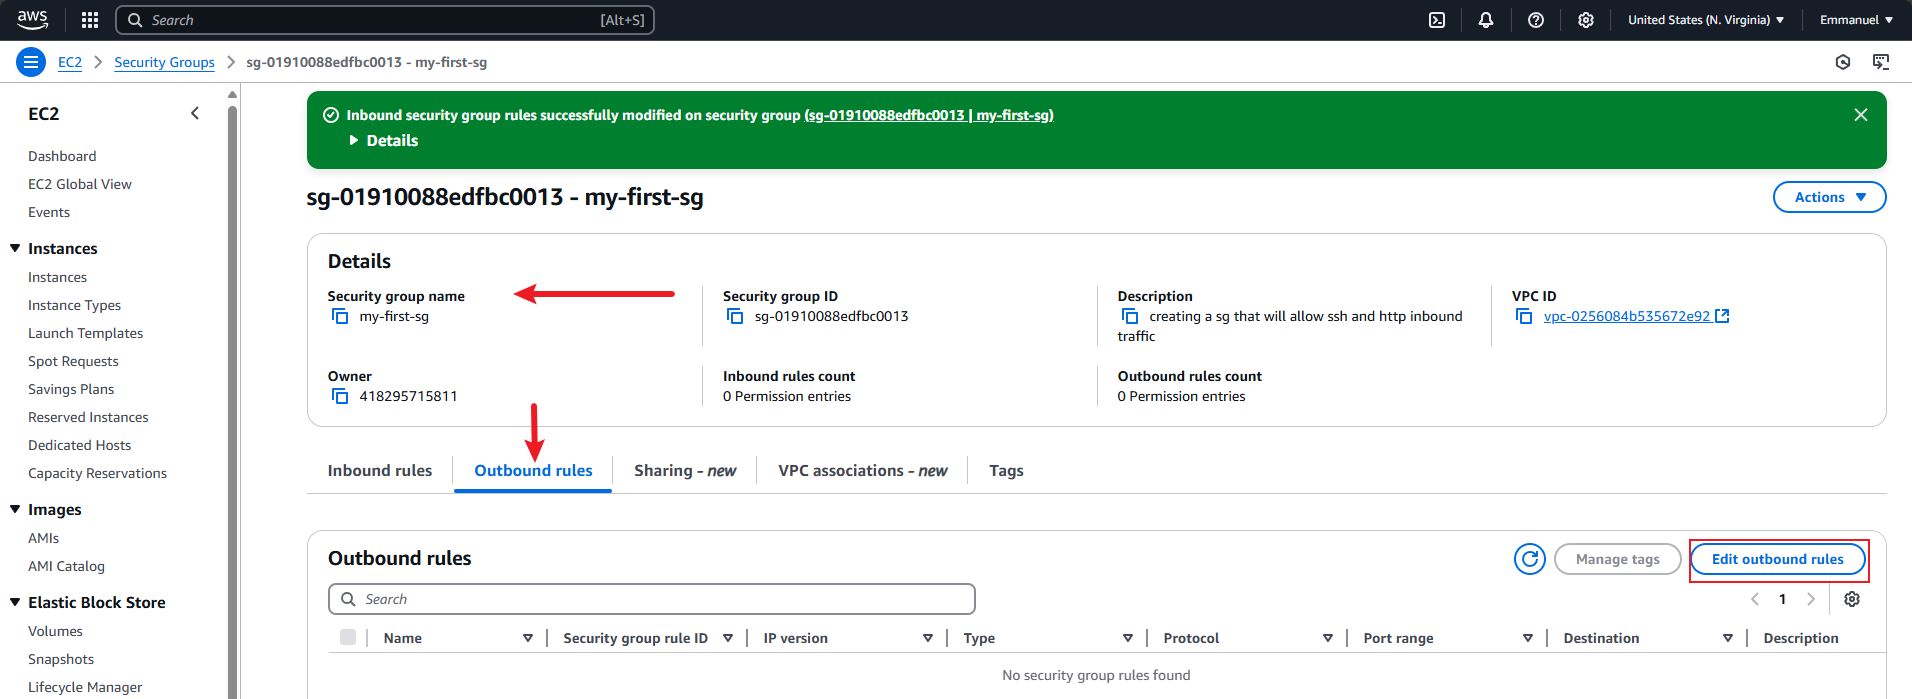 aws
Search [Alt+S]
United States (N. Virginia)
Emmanuel
EC2
Security Groups
sg-01910088edfbc0013 - my-first-sg
EC2
Dashboard
EC2 Global View
Events
Instances
Instances
Instance Types
Launch Templates
Spot Requests
Savings Plans
Reserved Instances
Dedicated Hosts
Capacity Reservations
Images
AMIs
AMI Catalog
Elastic Block Store
Volumes
Snapshots
Lifecycle Manager
Inbound security group rules successfully modified on security group (sg-01910088edfbc0013 | my-first-sg)
Details
sg-01910088edfbc0013 - my-first-sg
Actions
Details
Security group name
my-first-sg
Security group ID
sg-01910088edfbc0013
Description
creating a sg that will allow ssh and http inbound
traffic
VPC ID
vpc-0256084b535672e92
Owner
418295715811
Inbound rules count
0 Permission entries
Outbound rules count
0 Permission entries
Inbound rules
Outbound rules
Sharing - new
VPC associations - new
Tags
Outbound rules
Manage tags
Edit outbound rules
Search
1
Name
Security group rule ID
IP version
Type
Protocol
Port range
Destination
Description
No security group rules found